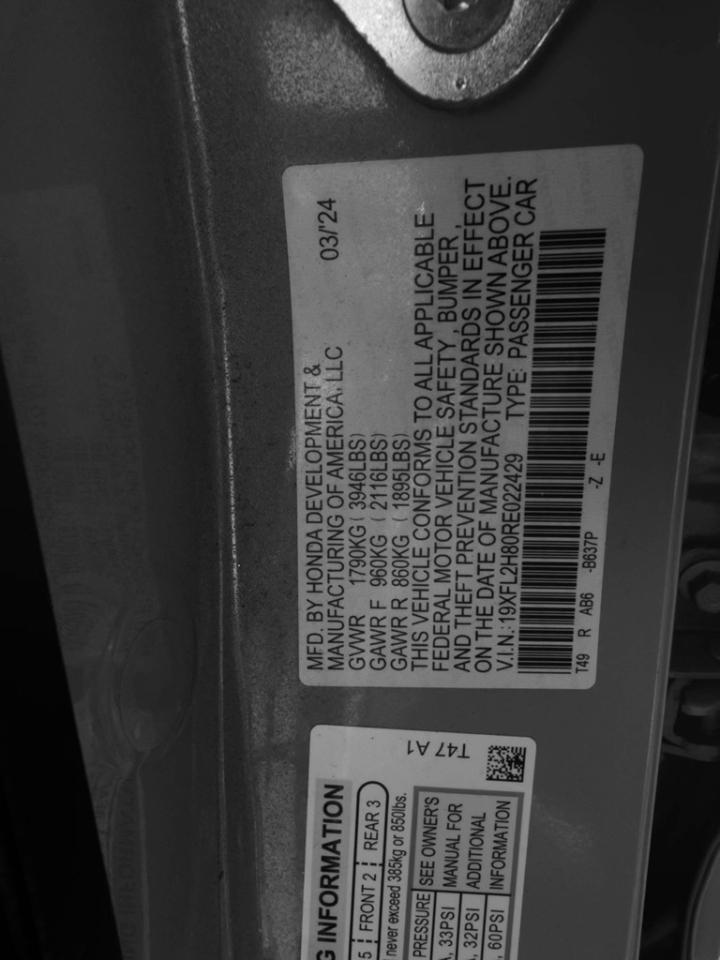 MFD. BY HONDA DEVELOPMENT & 03/'24
MANUFACTURING OF AMERICA, LLC
GVWR 1790KG ( 3946LBS)
GAWR F 960KG ( 2116LBS)
GAWR R 860KG ( 1895LBS)
THIS VEHICLE CONFORMS TO ALL APPLICABLE
FEDERAL MOTOR VEHICLE SAFETY , BUMPER ,
AND THEFT PREVENTION STANDARDS IN EFFECT
ON THE DATE OF MANUFACTURE SHOWN ABOVE.
V.I.N.:19XFL2H80RE022429 TYPE: PASSENGER CAR
T49 R AB6 -B637P -Z -E
T47 A1
G INFORMATION
5 FRONT 2 REAR 3
never exceed 385kg or 850lbs.
PRESSURE SEE OWNER'S
, 33PSI MANUAL FOR
, 32PSI ADDITIONAL
, 60PSI INFORMATION